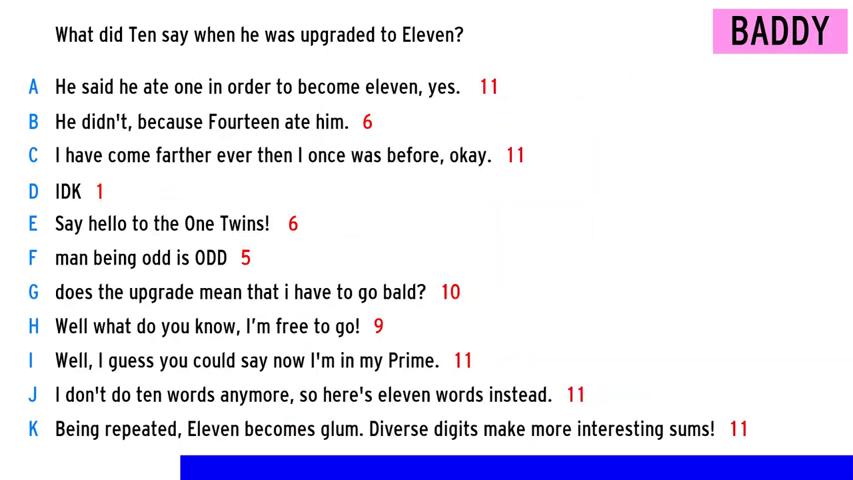 What did Ten say when he was upgraded to Eleven?
BADDY
A He said he ate one in order to become eleven, yes. 11
B He didn't, because Fourteen ate him. 6
C I have come farther ever then I once was before, okay. 11
D IDK 1
E Say hello to the One Twins! 6
F man being odd is ODD 5
G does the upgrade mean that i have to go bald? 10
H Well what do you know, I'm free to go! 9
I Well, I guess you could say now I'm in my Prime. 11
J I don't do ten words anymore, so here's eleven words instead. 11
K Being repeated, Eleven becomes glum. Diverse digits make more interesting sums! 11